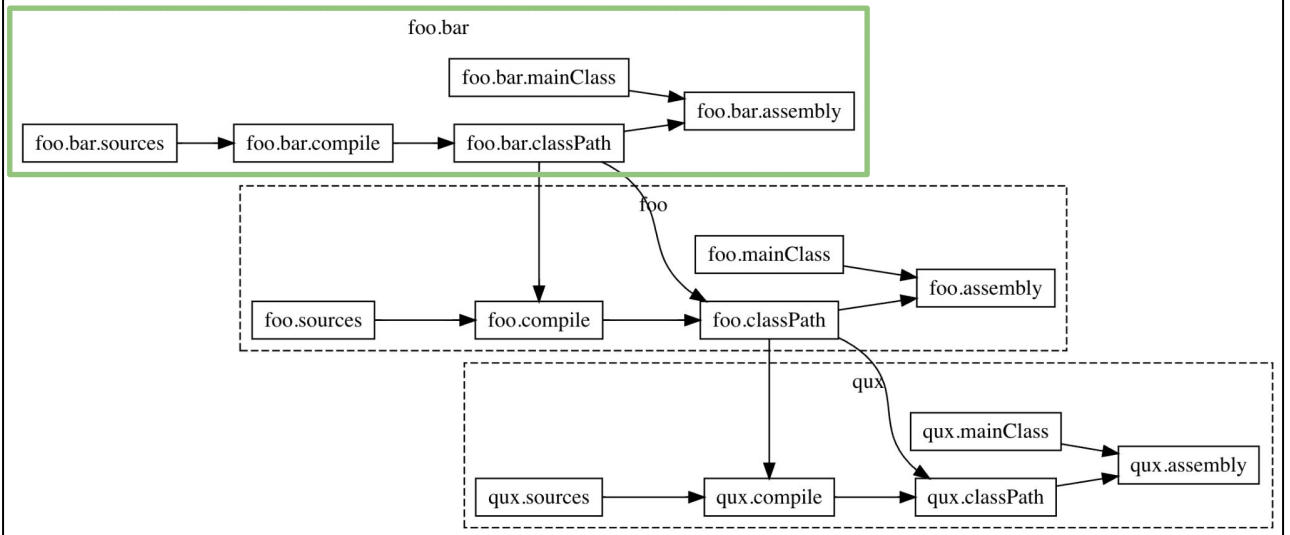 foo.bar
foo.bar.mainClass
foo.bar.assembly
foo.bar.sources
foo.bar.compile
foo.bar.classPath
foo
foo.mainClass
foo.assembly
foo.sources
foo.compile
foo.classPath
qux
qux.mainClass
qux.assembly
qux.sources
qux.compile
qux.classPath